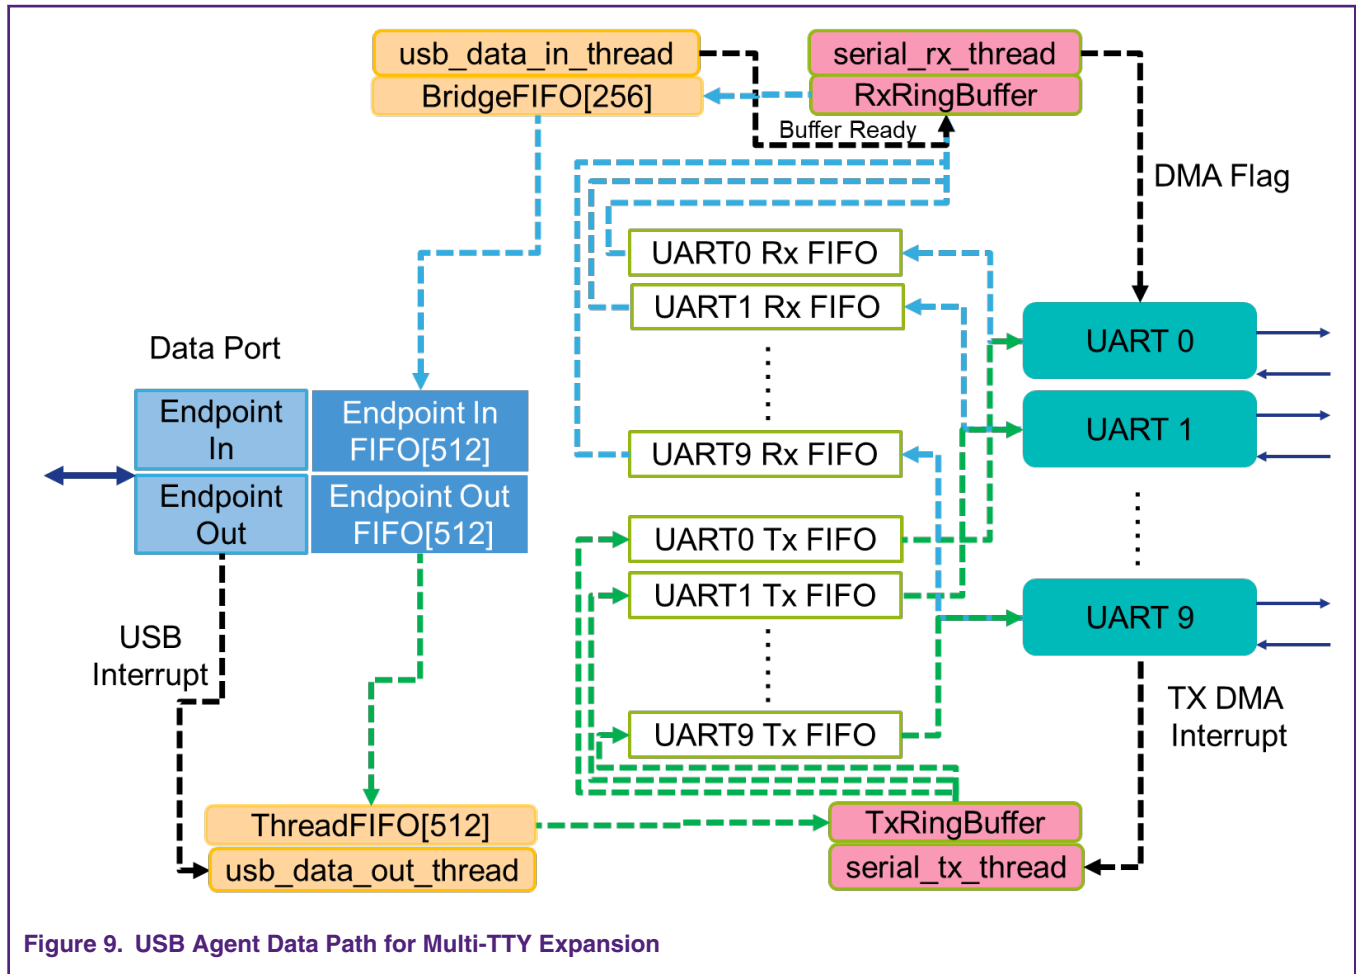 usb_data_in_thread
BridgeFIFO[256]
serial_rx_thread
RxRingBuffer
Buffer Ready
DMA Flag
UART0 Rx FIFO
UART1 Rx FIFO
UART9 Rx FIFO
UART0 Tx FIFO
UART1 Tx FIFO
UART9 Tx FIFO
UART 0
UART 1
UART 9
Data Port
Endpoint
In
Endpoint In
FIFO[512]
Endpoint
Out
Endpoint Out
FIFO[512]
USB
Interrupt
TX DMA
Interrupt
ThreadFIFO[512]
usb_data_out_thread
TxRingBuffer
serial_tx_thread
Figure 9. USB Agent Data Path for Multi-TTY Expansion